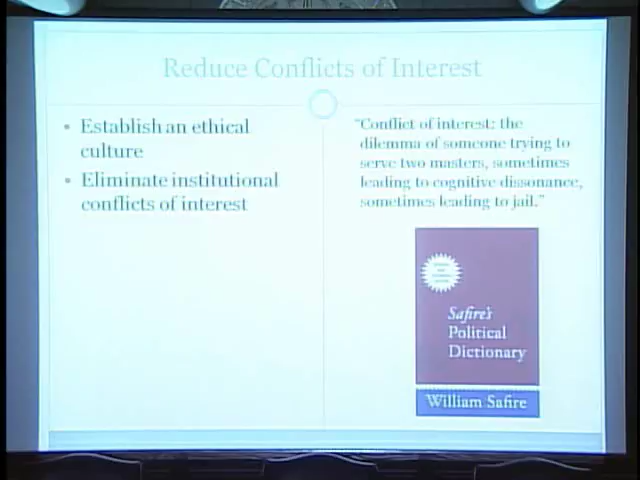 Reduce Conflicts of Interest
• Establish an ethical
culture
• Eliminate institutional
conflicts of interest
“Conflict of interest: the
dilemma of someone trying to
serve two masters, sometimes
leading to cognitive dissonance,
sometimes leading to jail.”
Safire's
Political
Dictionary
William Safire